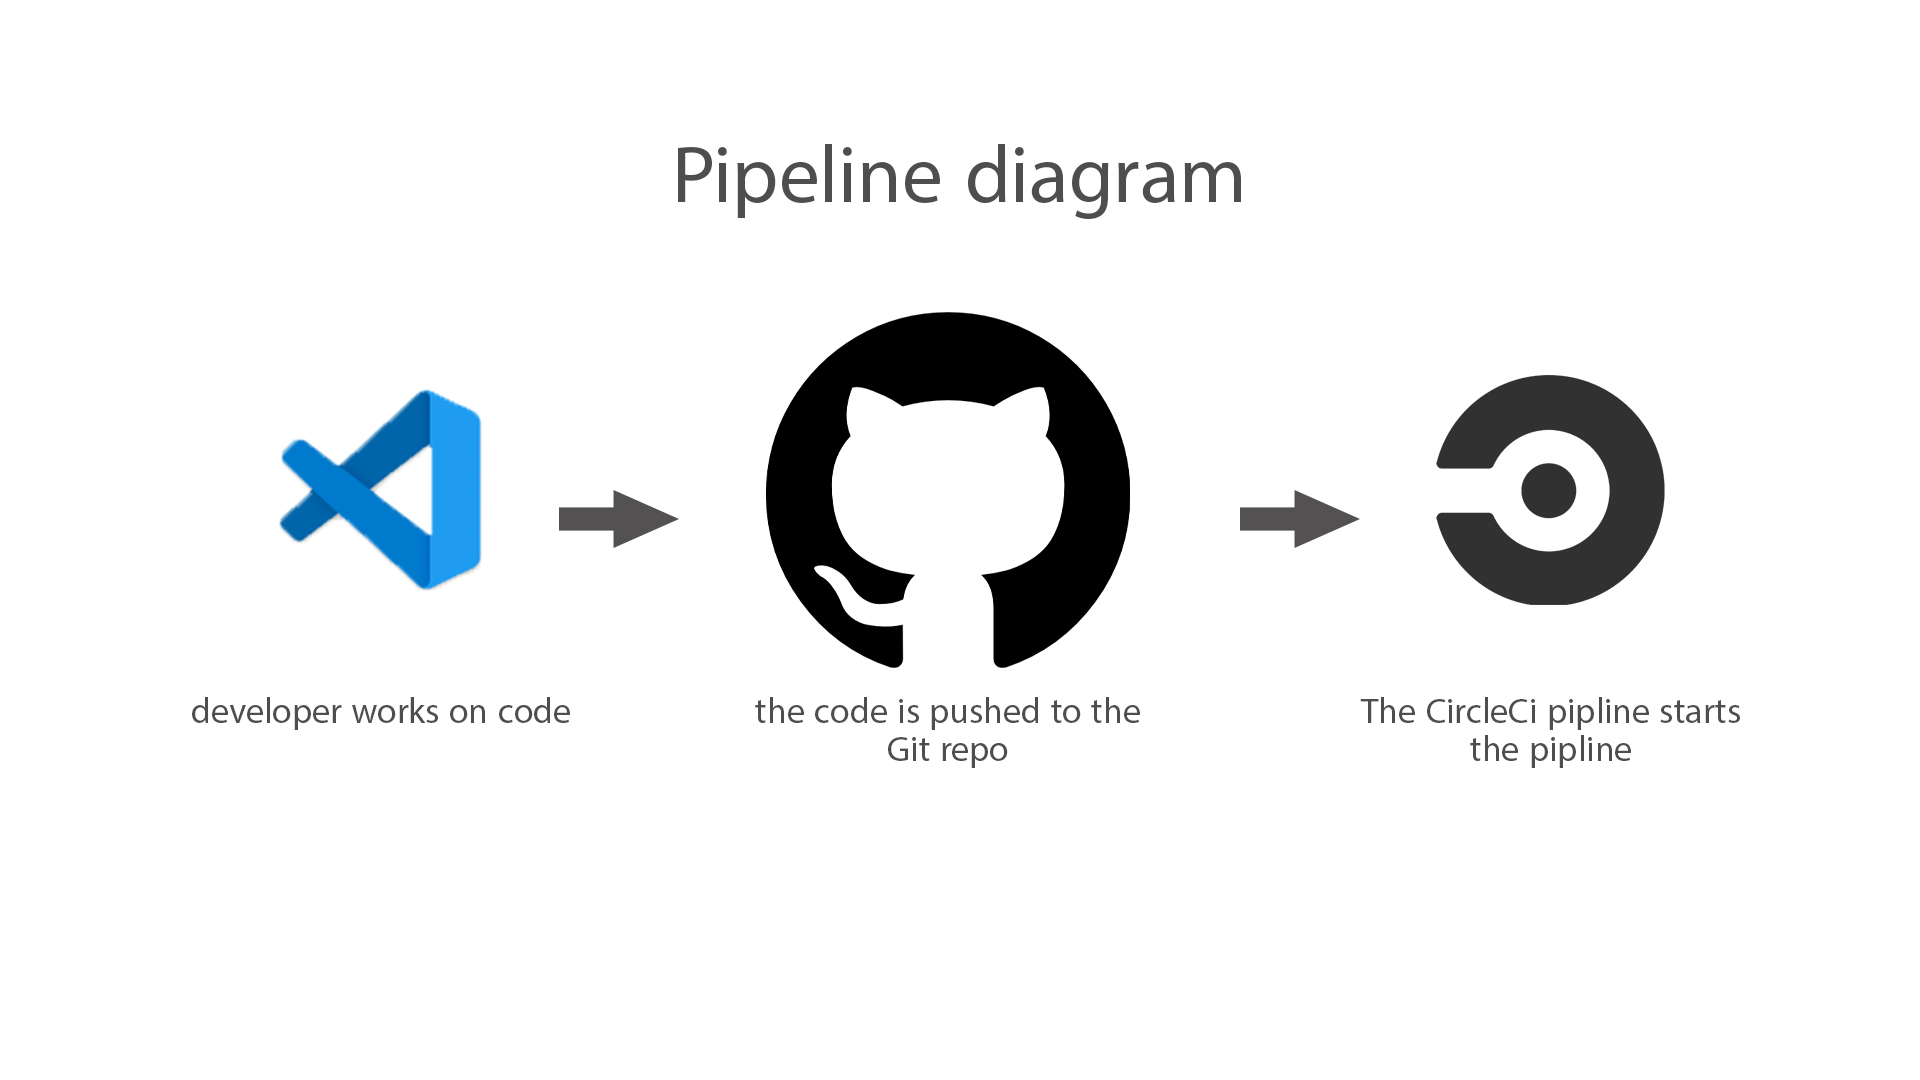 Pipeline diagram
developer works on code
the code is pushed to the
Git repo
The CircleCi pipline starts
the pipline